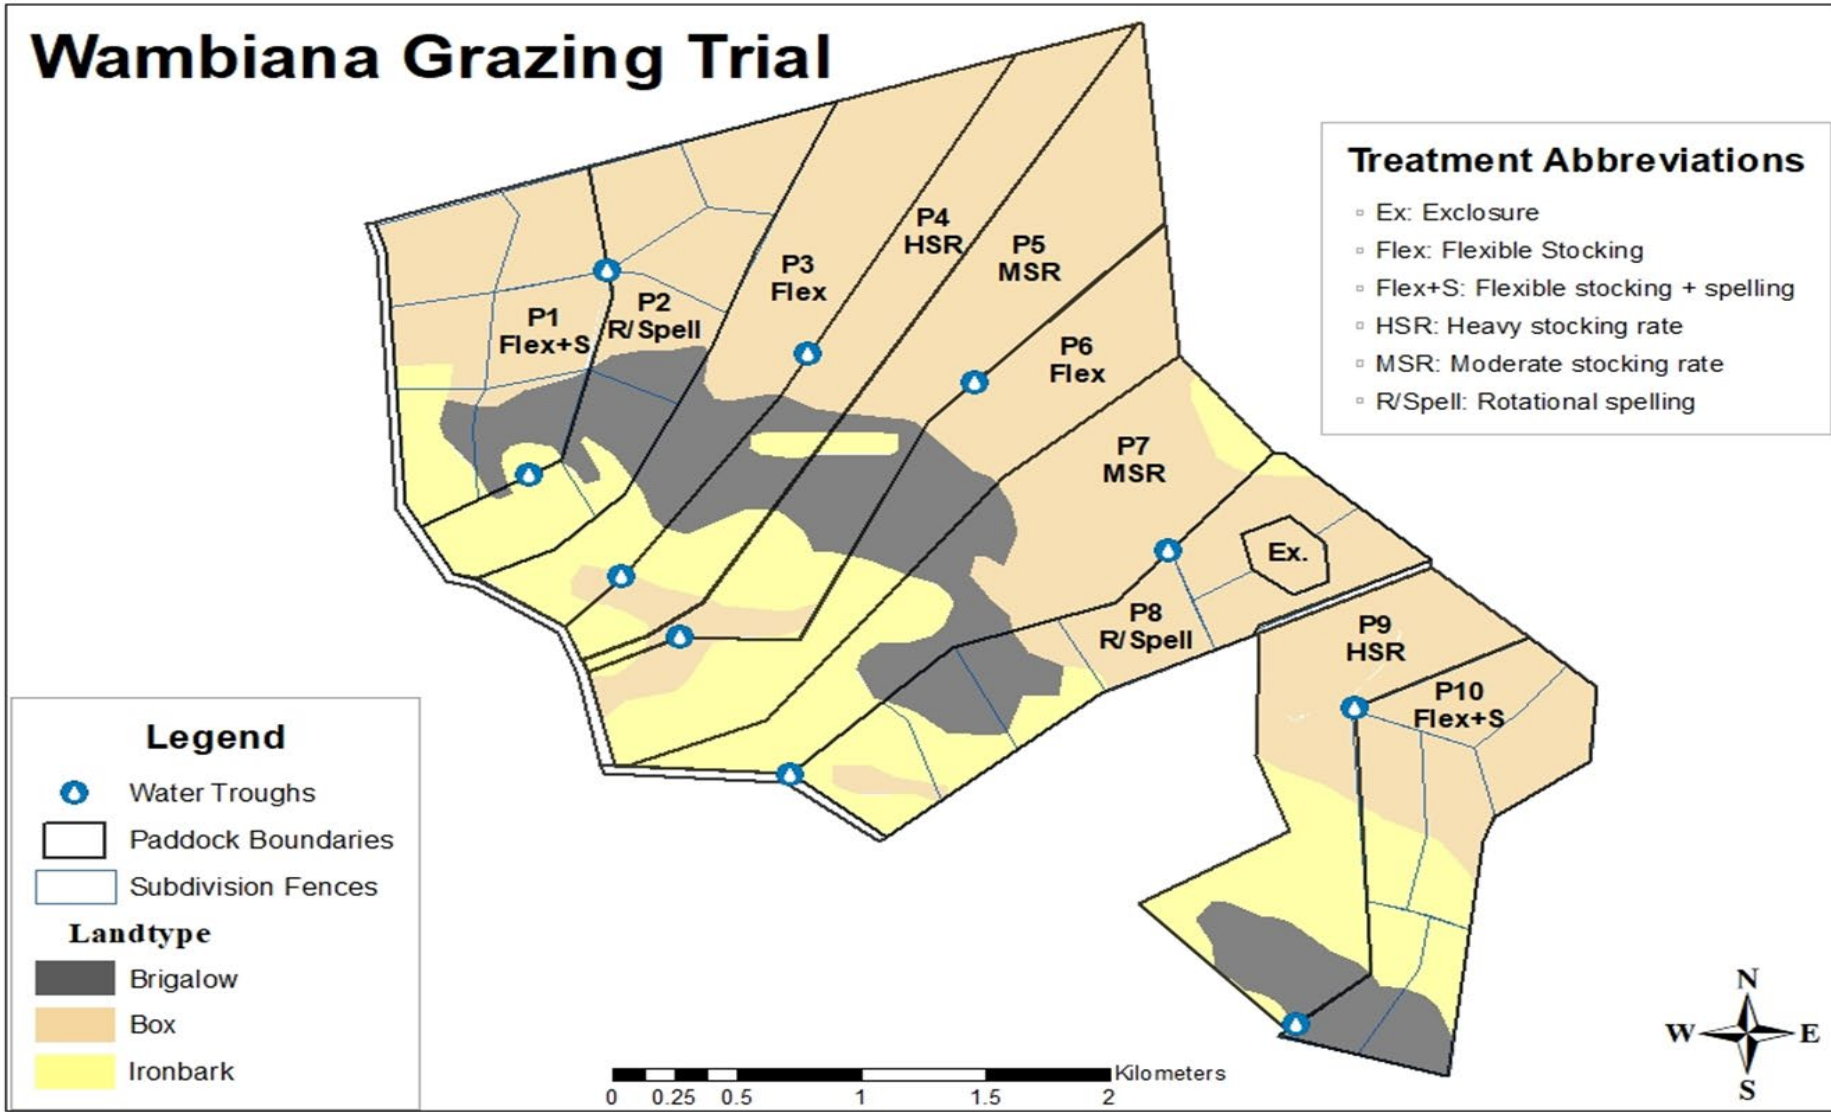 Wambiana Grazing Trial
Treatment Abbreviations
Ex: Exclosure
Flex: Flexible Stocking
Flex+S: Flexible stocking + spelling
HSR: Heavy stocking rate
MSR: Moderate stocking rate
R/Spell: Rotational spelling
P1
Flex+S
P2
R/Spell
P3
Flex
P4
HSR
P5
MSR
P6
Flex
P7
MSR
Ex.
P8
R/Spell
P9
HSR
P10
Flex+S
Legend
Water Troughs
Paddock Boundaries
Subdivision Fences
Landtype
Brigalow
Box
Ironbark
Kilometers
0 0.25 0.5 1 1.5 2
N
W E
S